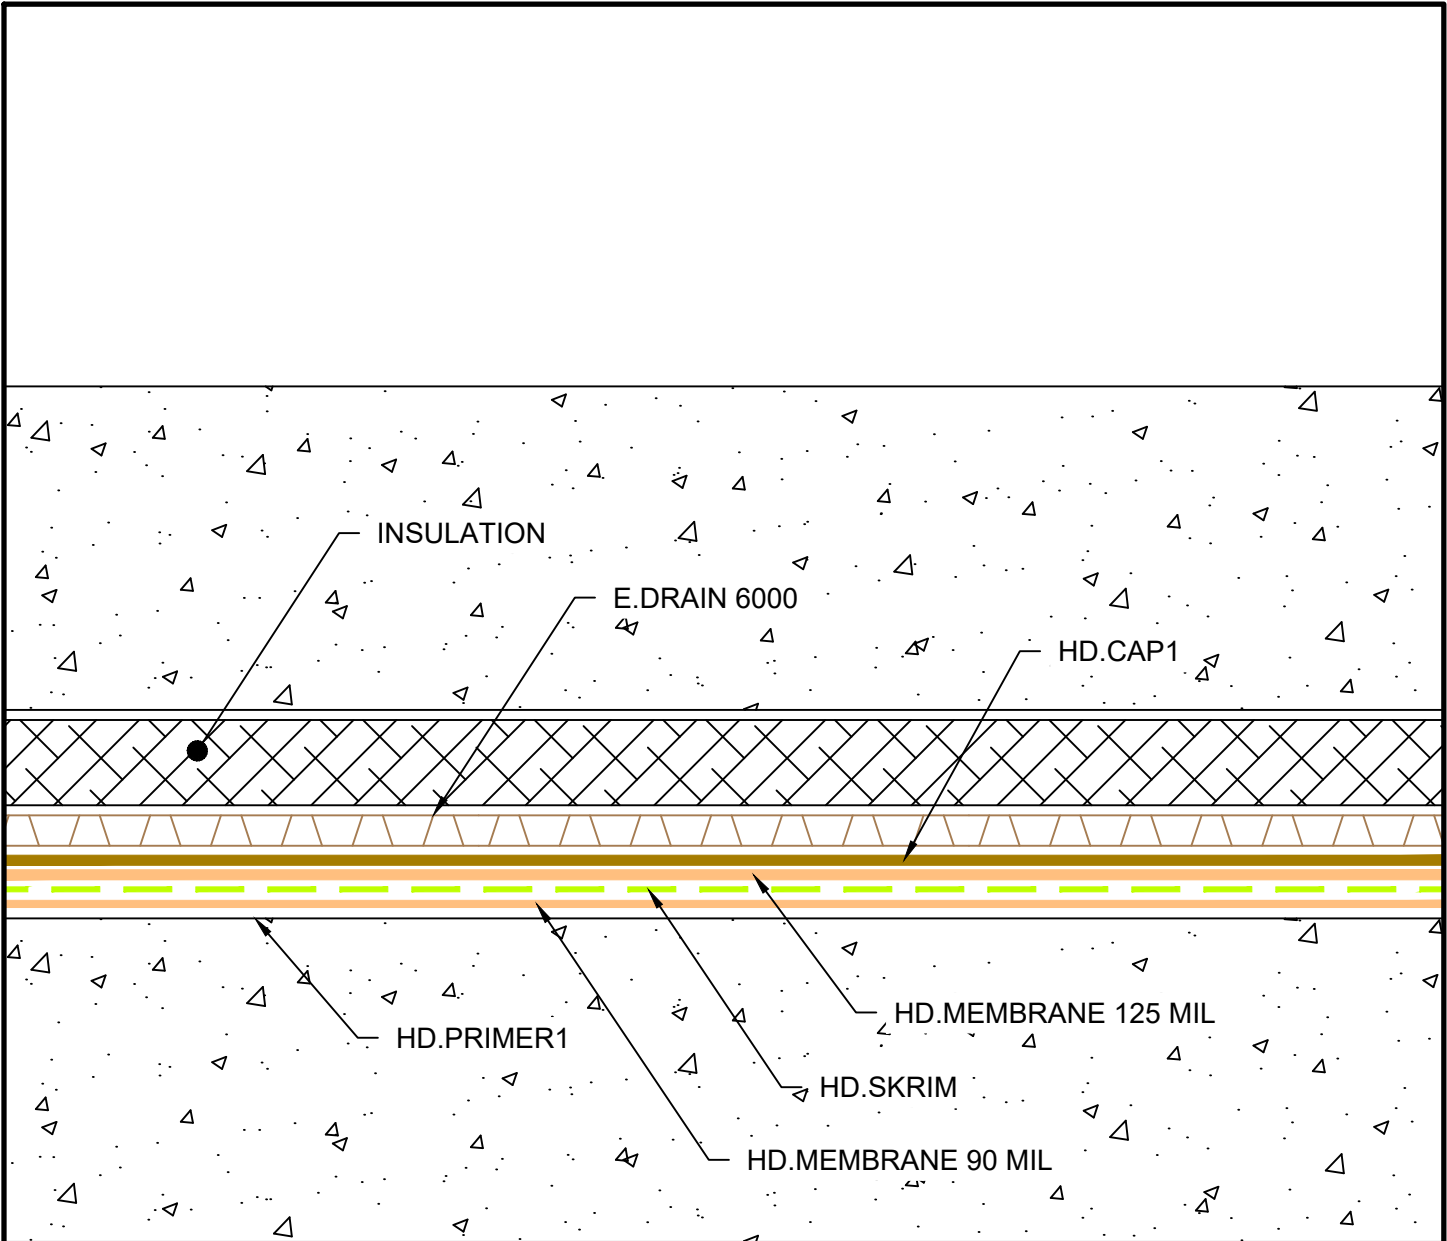 INSULATION
E.DRAIN 6000
HD.CAP1
HD.MEMBRANE 125 MIL
HD.PRIMER1
HD.SKRIM
HD.MEMBRANE 90 MIL